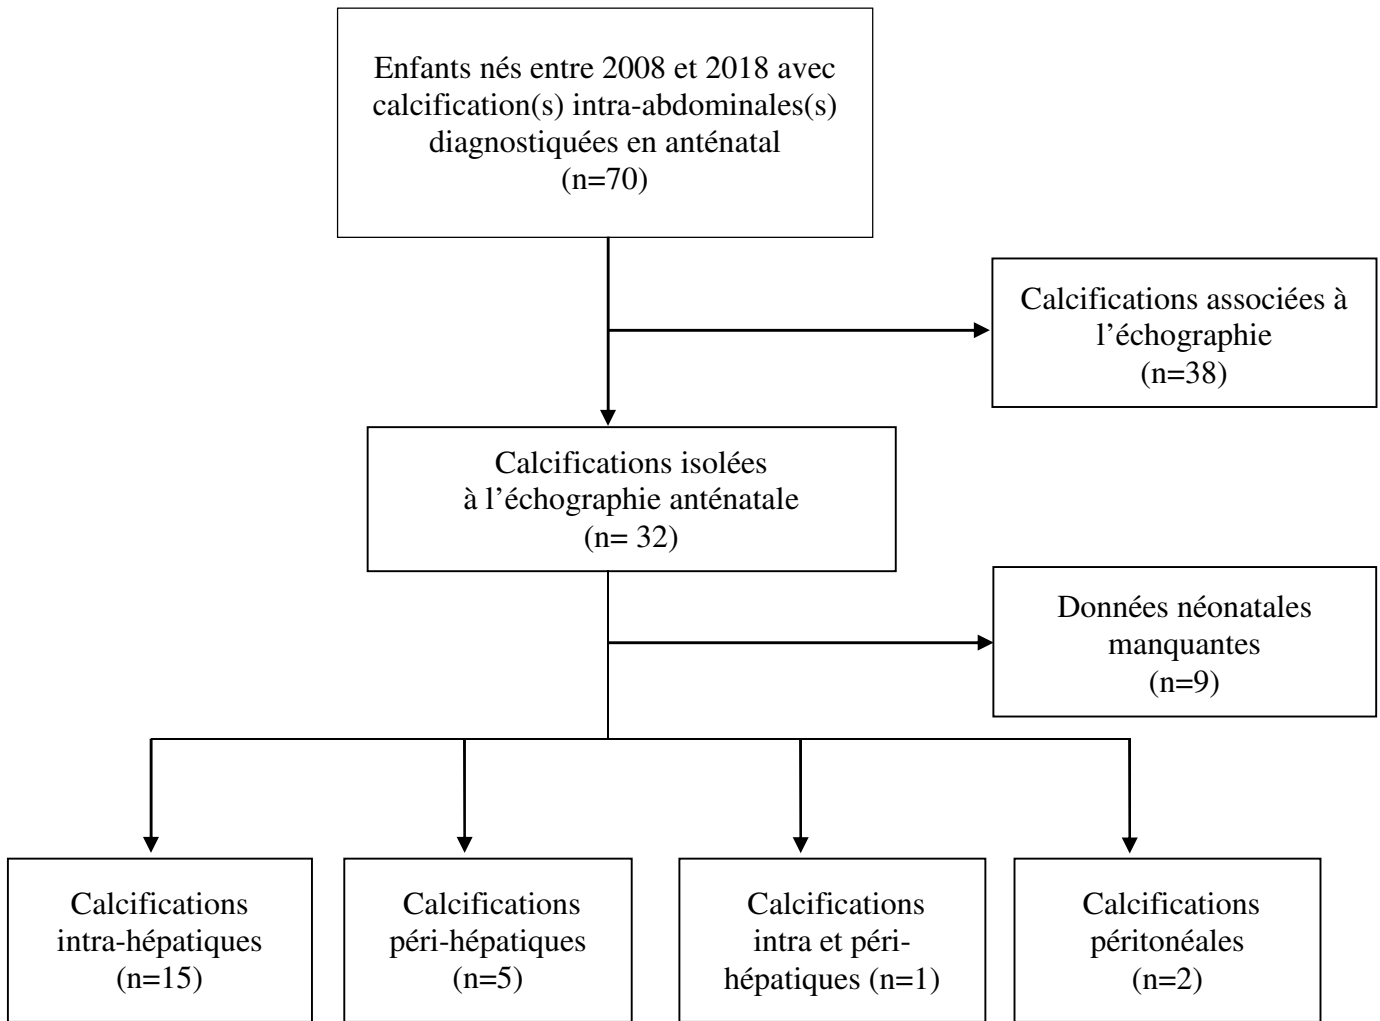 Enfants nés entre 2008 et 2018 avec
calcification(s) intra-abdominales(s)
diagnostiquées en anténatal
(n=70)
Calcifications associées à
l’échographie
(n=38)
Calcifications isolées
à l’échographie anténatale
(n= 32)
Données néonatales
manquantes
(n=9)
Calcifications
intra-hépatiques
(n=15)
Calcifications
péri-hépatiques
(n=5)
Calcifications
intra et péri-
hépatiques (n=1)
Calcifications
péritonéales
(n=2)